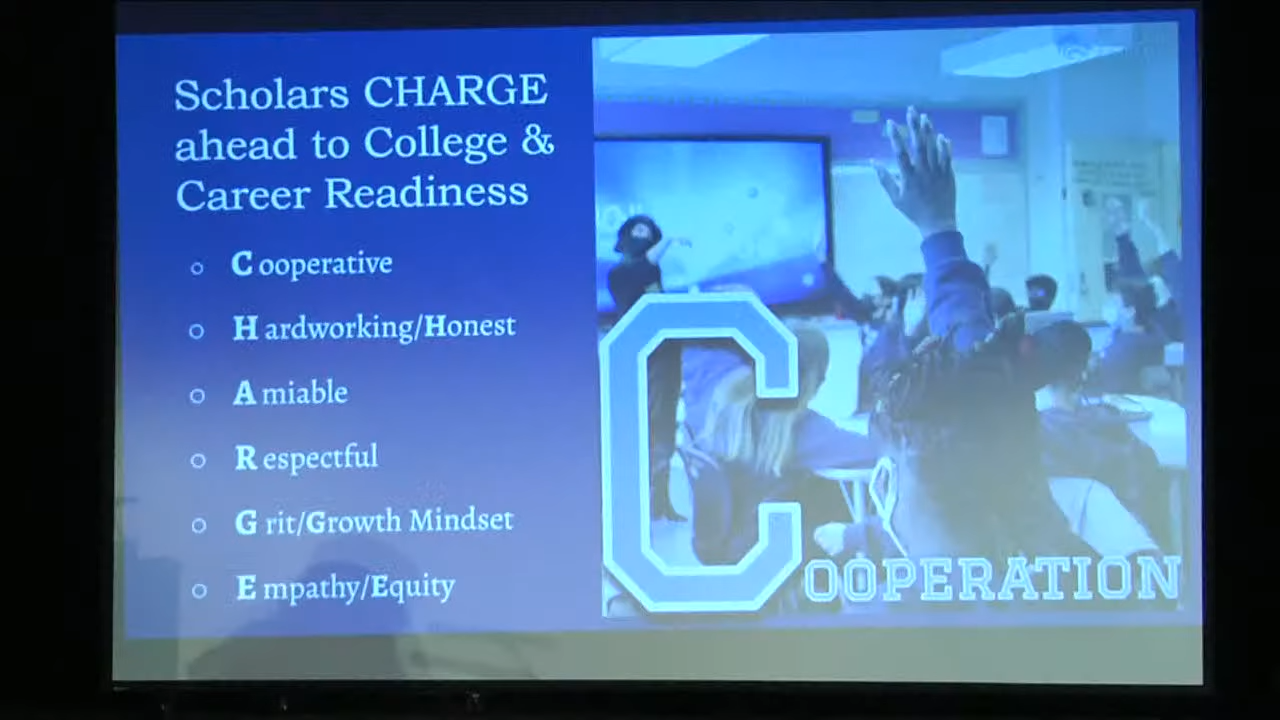 Scholars CHARGE
ahead to College &
Career Readiness
C ooperative
H ardworking/Honest
A miable
R espectful
G rit/Growth Mindset
E mpathy/Equity
COOPERATION